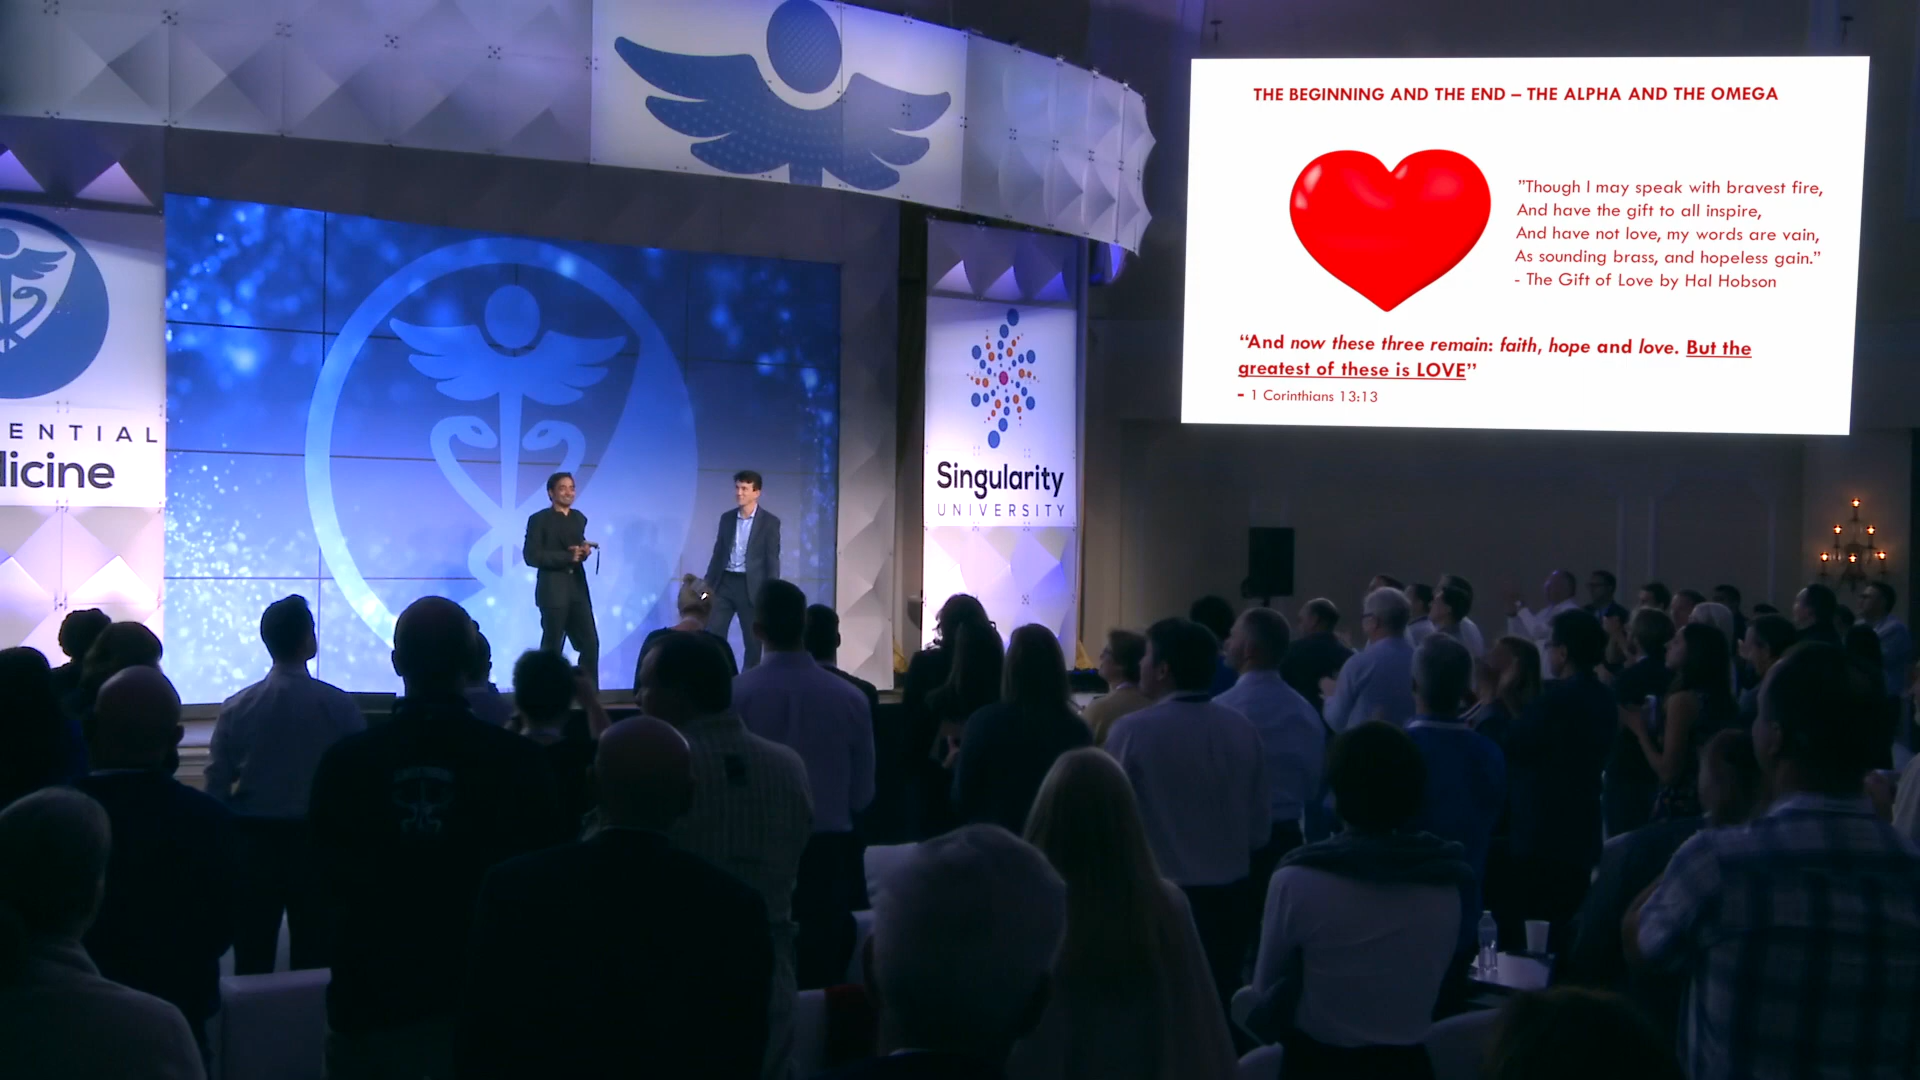 ENTIAL
dicine
Singularity
UNIVERSITY
THE BEGINNING AND THE END – THE ALPHA AND THE OMEGA
”Though I may speak with bravest fire,
And have the gift to all inspire,
And have not love, my words are vain,
As sounding brass, and hopeless gain.”
- The Gift of Love by Hal Hobson
“And now these three remain: faith, hope and love. But the
greatest of these is LOVE”
- 1 Corinthians 13:13